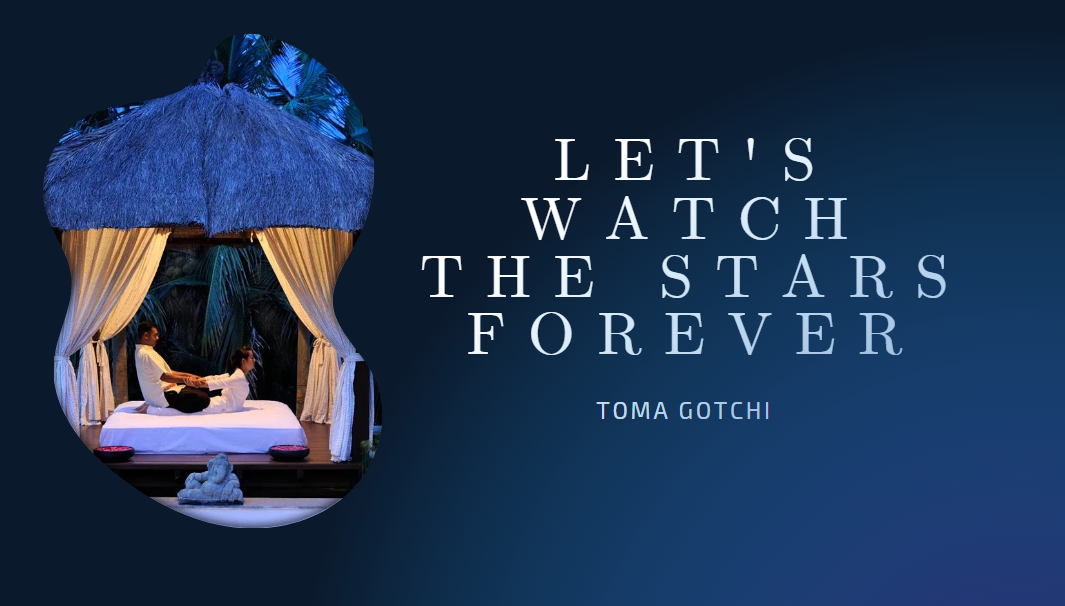 LET'S
WATCH
THE STARS
FOREVER
TOMA GOTCHI